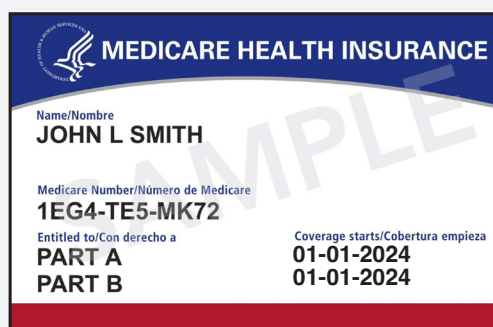 MEDICARE HEALTH INSURANCE
Name/Nombre
JOHN L SMITH
SAMPLE
Medicare Number/Número de Medicare
1EG4-TE5-MK72
Entitled to/Con derecho a
PART A
PART B
Coverage starts/Cobertura empieza
01-01-2024
01-01-2024